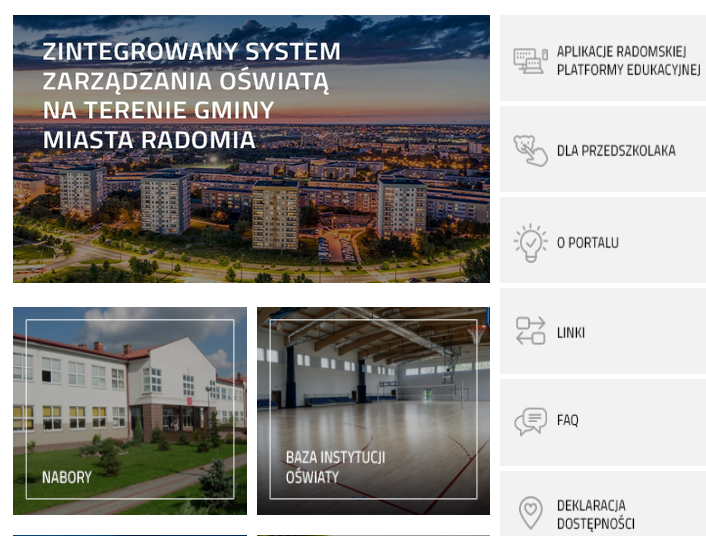 ZINTEGROWANY SYSTEM
ZARZĄDZANIA OŚWIATĄ
NA TERENIE GMINY
MIASTA RADOMIA
NABORY
BAZA INSTYTUCJI
OŚWIATY
APLIKACJE RADOMSKIEJ
PLATFORMY EDUKACYJNEJ
DLA PRZEDSZKOLAKA
O PORTALU
LINKI
FAQ
DEKLARACJA
DOSTĘPNOŚCI